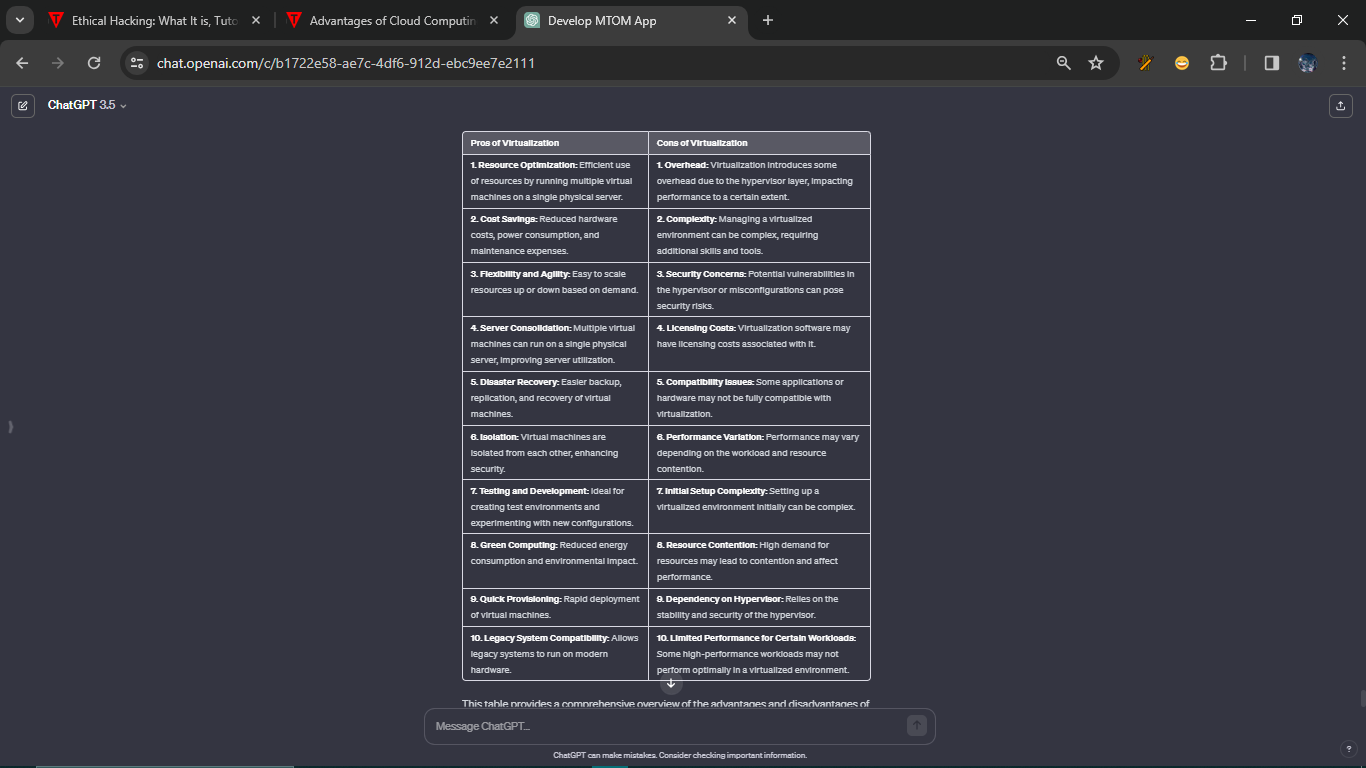 Ethical Hacking: What It is, Tuto
Advantages of Cloud Computin
Develop MTOM App
chat.openai.com/c/b1722e58-ae7c-4df6-912d-ebc9ee7e2111
ChatGPT 3.5
Pros of Virtualization
Cons of Virtualization
1. Resource Optimization: Efficient use
of resources by running multiple virtual
machines on a single physical server.
1. Overhead: Virtualization introduces some
overhead due to the hypervisor layer, impacting
performance to a certain extent.
2. Cost Savings: Reduced hardware
costs, power consumption, and
maintenance expenses.
2. Complexity: Managing a virtualized
environment can be complex, requiring
additional skills and tools.
3. Flexibility and Agility: Easy to scale
resources up or down based on demand.
3. Security Concerns: Potential vulnerabilities in
the hypervisor or misconfigurations can pose
security risks.
4. Server Consolidation: Multiple virtual
machines can run on a single physical
server, improving server utilization.
4. Licensing Costs: Virtualization software may
have licensing costs associated with it.
5. Disaster Recovery: Easier backup,
replication, and recovery of virtual
machines.
5. Compatibility Issues: Some applications or
hardware may not be fully compatible with
virtualization.
6. Isolation: Virtual machines are
isolated from each other, enhancing
security.
6. Performance Variation: Performance may vary
depending on the workload and resource
contention.
7. Testing and Development: Ideal for
creating test environments and
experimenting with new configurations.
7. Initial Setup Complexity: Setting up a
virtualized environment initially can be complex.
8. Green Computing: Reduced energy
consumption and environmental impact.
8. Resource Contention: High demand for
resources may lead to contention and affect
performance.
9. Quick Provisioning: Rapid deployment
of virtual machines.
9. Dependency on Hypervisor: Relies on the
stability and security of the hypervisor.
10. Legacy System Compatibility: Allows
legacy systems to run on modern
hardware.
10. Limited Performance for Certain Workloads:
Some high-performance workloads may not
perform optimally in a virtualized environment.
This table provides a comprehensive overview of the advantages and disadvantages of
Message ChatGPT...
ChatGPT can make mistakes. Consider checking important information.
?